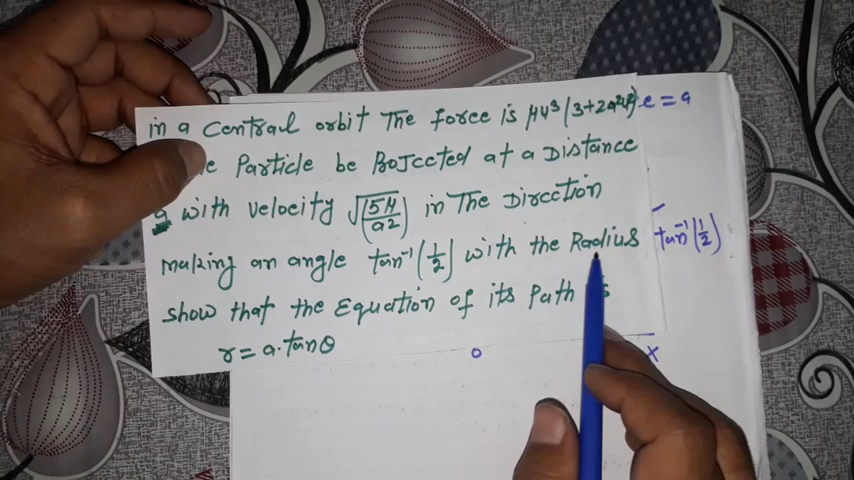 in a Central orbit The force is μu³(3+2a²u²)
Particle be Projected at a Distance
a with velocity √(5μ/a²) in The Direction
making an angle tan⁻¹(1/2) with the Radius
show that the Equation of its Path is
r = a·tanθ
e = a
tan⁻¹(1/2)
o x